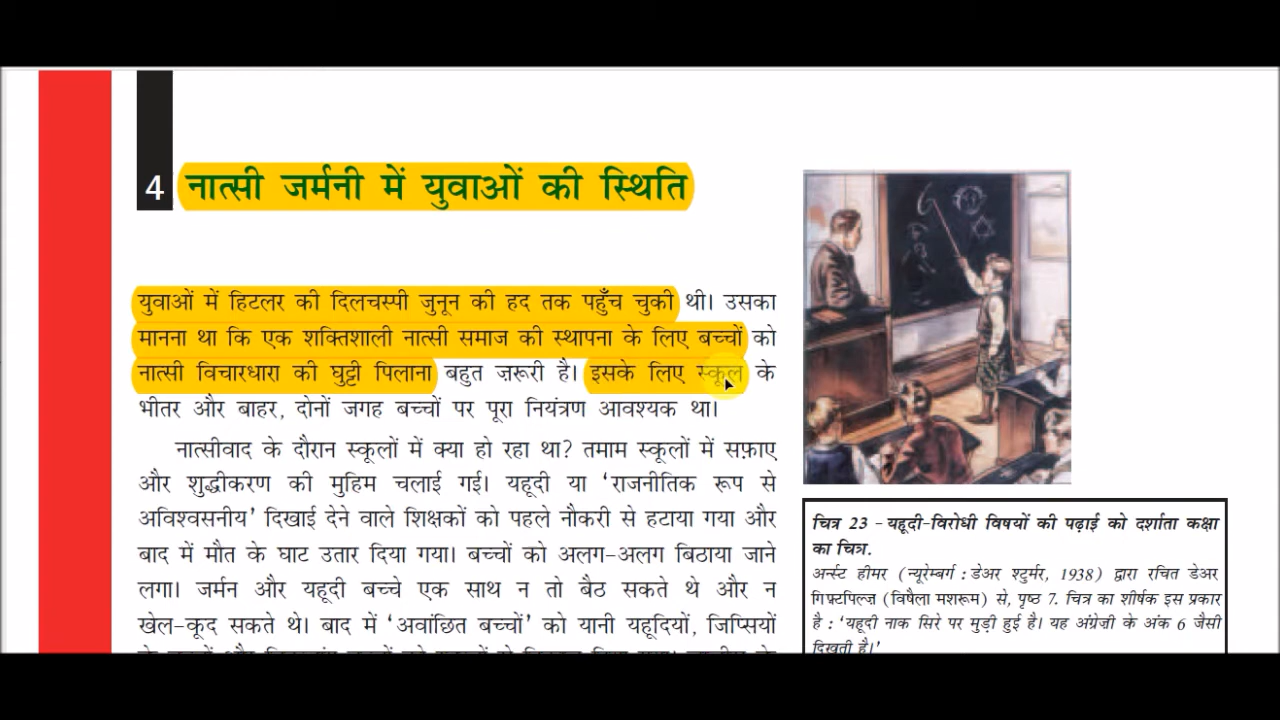 4 नात्सी जर्मनी में युवाओं की स्थिति
युवाओं में हिटलर की दिलचस्पी जुनून की हद तक पहुँच चुकी थी। उसका
मानना था कि एक शक्तिशाली नात्सी समाज की स्थापना के लिए बच्चों को
नात्सी विचारधारा की घुट्टी पिलाना बहुत ज़रूरी है। इसके लिए स्कूल के
भीतर और बाहर, दोनों जगह बच्चों पर पूरा नियंत्रण आवश्यक था।
नात्सीवाद के दौरान स्कूलों में क्या हो रहा था? तमाम स्कूलों में सफ़ाए
और शुद्धीकरण की मुहिम चलाई गई। यहूदी या ‘राजनीतिक रूप से
अविश्वसनीय’ दिखाई देने वाले शिक्षकों को पहले नौकरी से हटाया गया और
बाद में मौत के घाट उतार दिया गया। बच्चों को अलग-अलग बिठाया जाने
लगा। जर्मन और यहूदी बच्चे एक साथ न तो बैठ सकते थे और न
खेल-कूद सकते थे। बाद में ‘अवांछित बच्चों’ को यानी यहूदियों, जिप्सियों
चित्र 23 -यहूदी-विरोधी विषयों की पढ़ाई को दर्शाता कक्षा
का चित्र.
अर्न्स्ट हीमर (न्यूरेम्बर्ग : डेअर श्टुर्मर, 1938) द्वारा रचित डेअर
गिफ़्टपिल्ज़ (विषैला मशरूम) से, पृष्ठ 7. चित्र का शीर्षक इस प्रकार
है : ‘यहूदी नाक सिरे पर मुड़ी हुई है। यह अंग्रेज़ी के अंक 6 जैसी
दिखती है।’